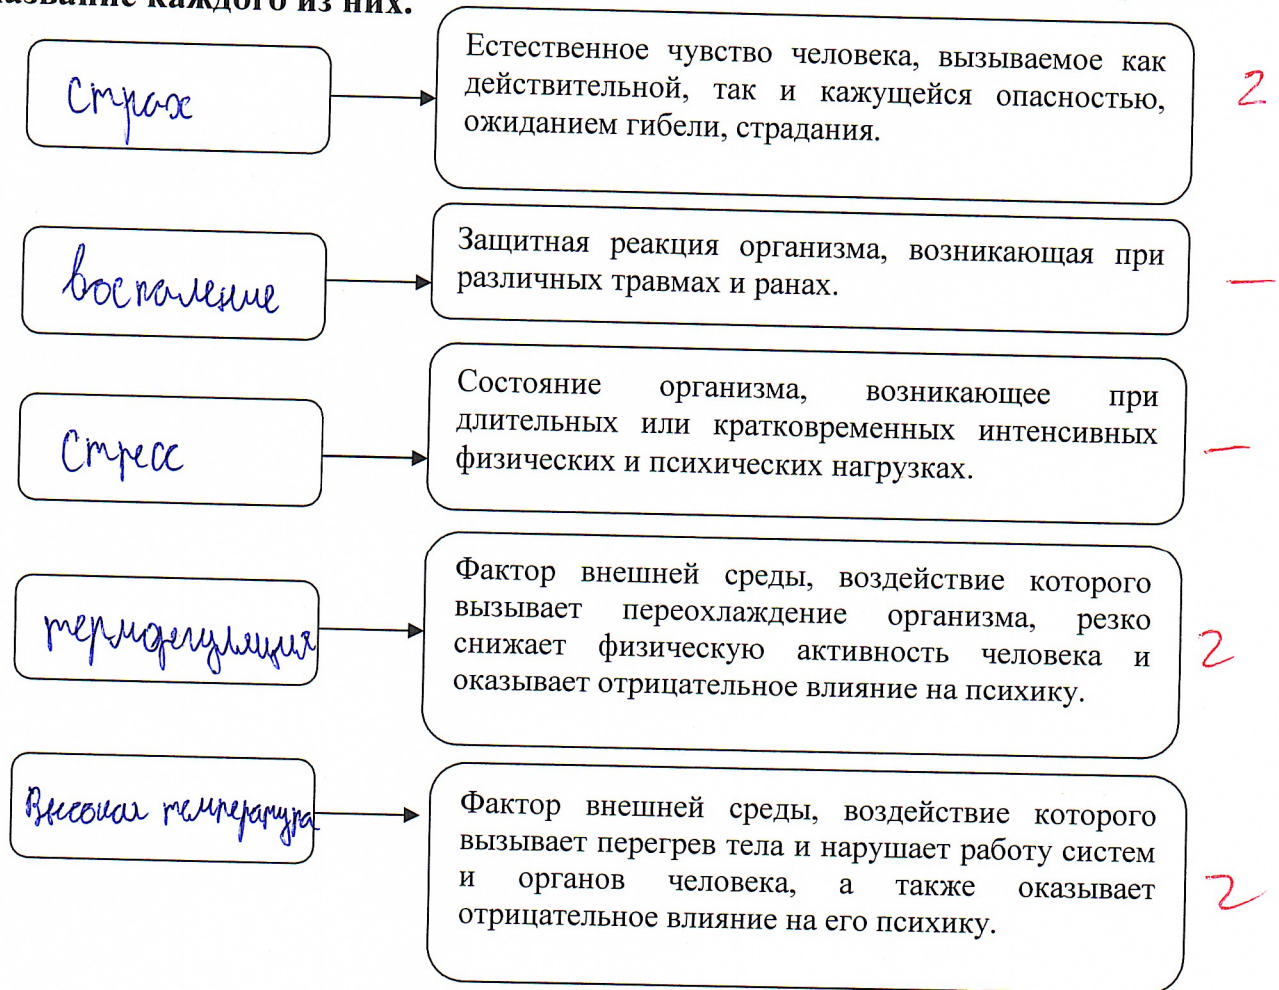 название каждого из них.
Страх
Естественное чувство человека, вызываемое как
действительной, так и кажущейся опасностью,
ожиданием гибели, страдания.
2
воспаление
Защитная реакция организма, возникающая при
различных травмах и ранах.
—
Стресс
Состояние организма, возникающее при
длительных или кратковременных интенсивных
физических и психических нагрузках.
—
терморегуляция
Фактор внешней среды, воздействие которого
вызывает переохлаждение организма, резко
снижает физическую активность человека и
оказывает отрицательное влияние на психику.
2
Высокая температура
Фактор внешней среды, воздействие которого
вызывает перегрев тела и нарушает работу систем
и органов человека, а также оказывает
отрицательное влияние на его психику.
2